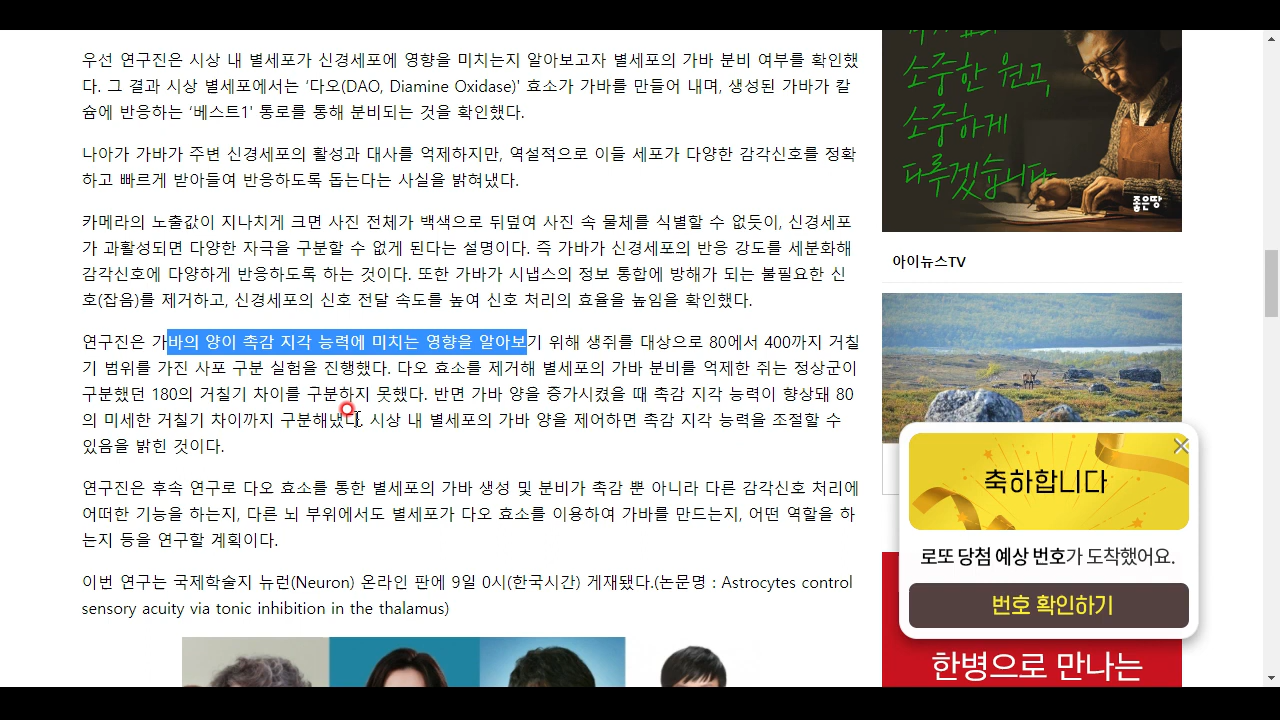 우선 연구진은 시상 내 별세포가 신경세포에 영향을 미치는지 알아보고자 별세포의 가바 분비 여부를 확인했
다. 그 결과 시상 별세포에서는 ‘다오(DAO, Diamine Oxidase)' 효소가 가바를 만들어 내며, 생성된 가바가 칼
슘에 반응하는 ‘베스트1' 통로를 통해 분비되는 것을 확인했다.
나아가 가바가 주변 신경세포의 활성과 대사를 억제하지만, 역설적으로 이들 세포가 다양한 감각신호를 정확
하고 빠르게 받아들여 반응하도록 돕는다는 사실을 밝혀냈다.
카메라의 노출값이 지나치게 크면 사진 전체가 백색으로 뒤덮여 사진 속 물체를 식별할 수 없듯이, 신경세포
가 과활성되면 다양한 자극을 구분할 수 없게 된다는 설명이다. 즉 가바가 신경세포의 반응 강도를 세분화해
감각신호에 다양하게 반응하도록 하는 것이다. 또한 가바가 시냅스의 정보 통합에 방해가 되는 불필요한 신
호(잡음)를 제거하고, 신경세포의 신호 전달 속도를 높여 신호 처리의 효율을 높임을 확인했다.
연구진은 가바의 양이 촉감 지각 능력에 미치는 영향을 알아보기 위해 생쥐를 대상으로 80에서 400까지 거칠
기 범위를 가진 사포 구분 실험을 진행했다. 다오 효소를 제거해 별세포의 가바 분비를 억제한 쥐는 정상군이
구분했던 180의 거칠기 차이를 구분하지 못했다. 반면 가바 양을 증가시켰을 때 촉감 지각 능력이 향상돼 80
의 미세한 거칠기 차이까지 구분해냈다. 시상 내 별세포의 가바 양을 제어하면 촉감 지각 능력을 조절할 수
있음을 밝힌 것이다.
연구진은 후속 연구로 다오 효소를 통한 별세포의 가바 생성 및 분비가 촉감 뿐 아니라 다른 감각신호 처리에
어떠한 기능을 하는지, 다른 뇌 부위에서도 별세포가 다오 효소를 이용하여 가바를 만드는지, 어떤 역할을 하
는지 등을 연구할 계획이다.
이번 연구는 국제학술지 뉴런(Neuron) 온라인 판에 9일 0시(한국시간) 게재됐다.(논문명 : Astrocytes control
sensory acuity via tonic inhibition in the thalamus)
소중한 원고,
소중하게
다루겠습니다
좋은땅
아이뉴스TV
축하합니다
로또 당첨 예상 번호가 도착했어요.
번호 확인하기
한병으로 만나는